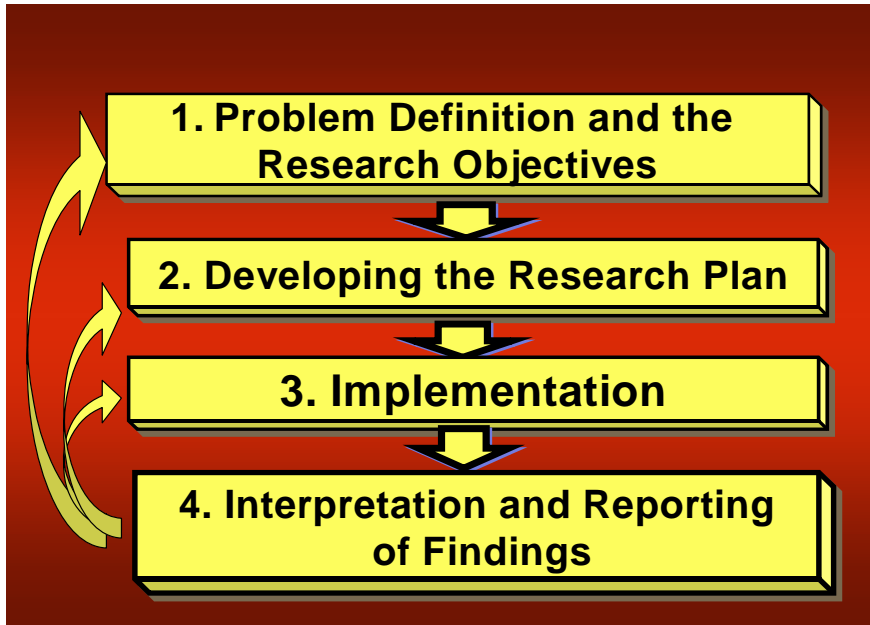 1. Problem Definition and the
Research Objectives
2. Developing the Research Plan
3. Implementation
4. Interpretation and Reporting
of Findings